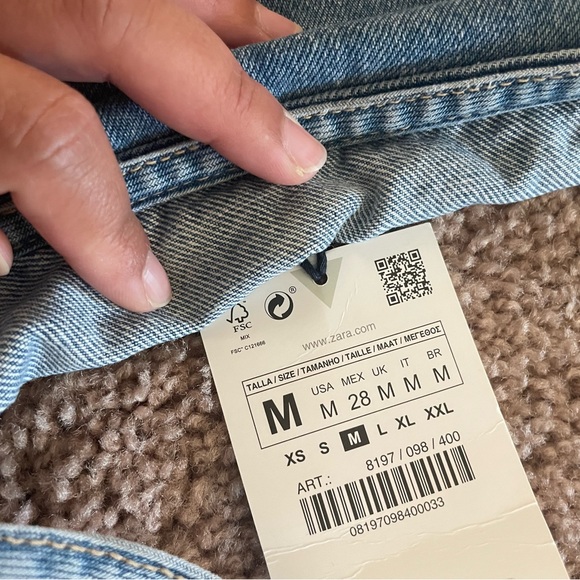 FSC
MIX
FSC® C121666
®
www.zara.com
TALLA / SIZE / TAMANHO / TAILLE / MAAT / ΜΕΓΕΘΟΣ
M
USA MEX UK IT BR
M 28 M M M
XS S M L XL XXL
ART.: 8197 / 098 / 400
08197098400033